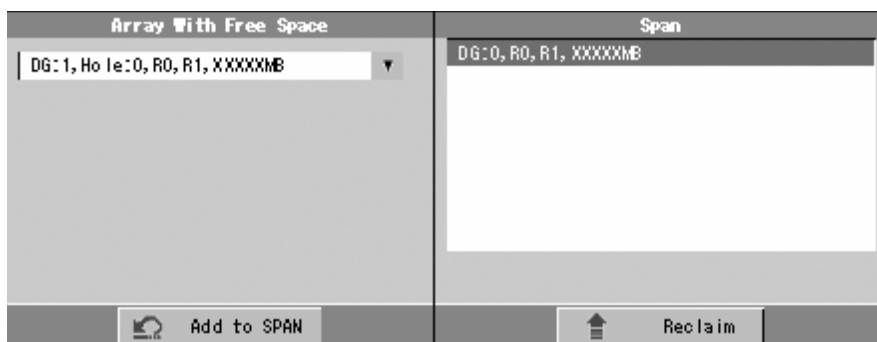 Array With Free Space
DG:1,Hole:0,R0,R1,XXXXXMB
Add to SPAN
Span
DG:0,R0,R1,XXXXXMB
Reclaim